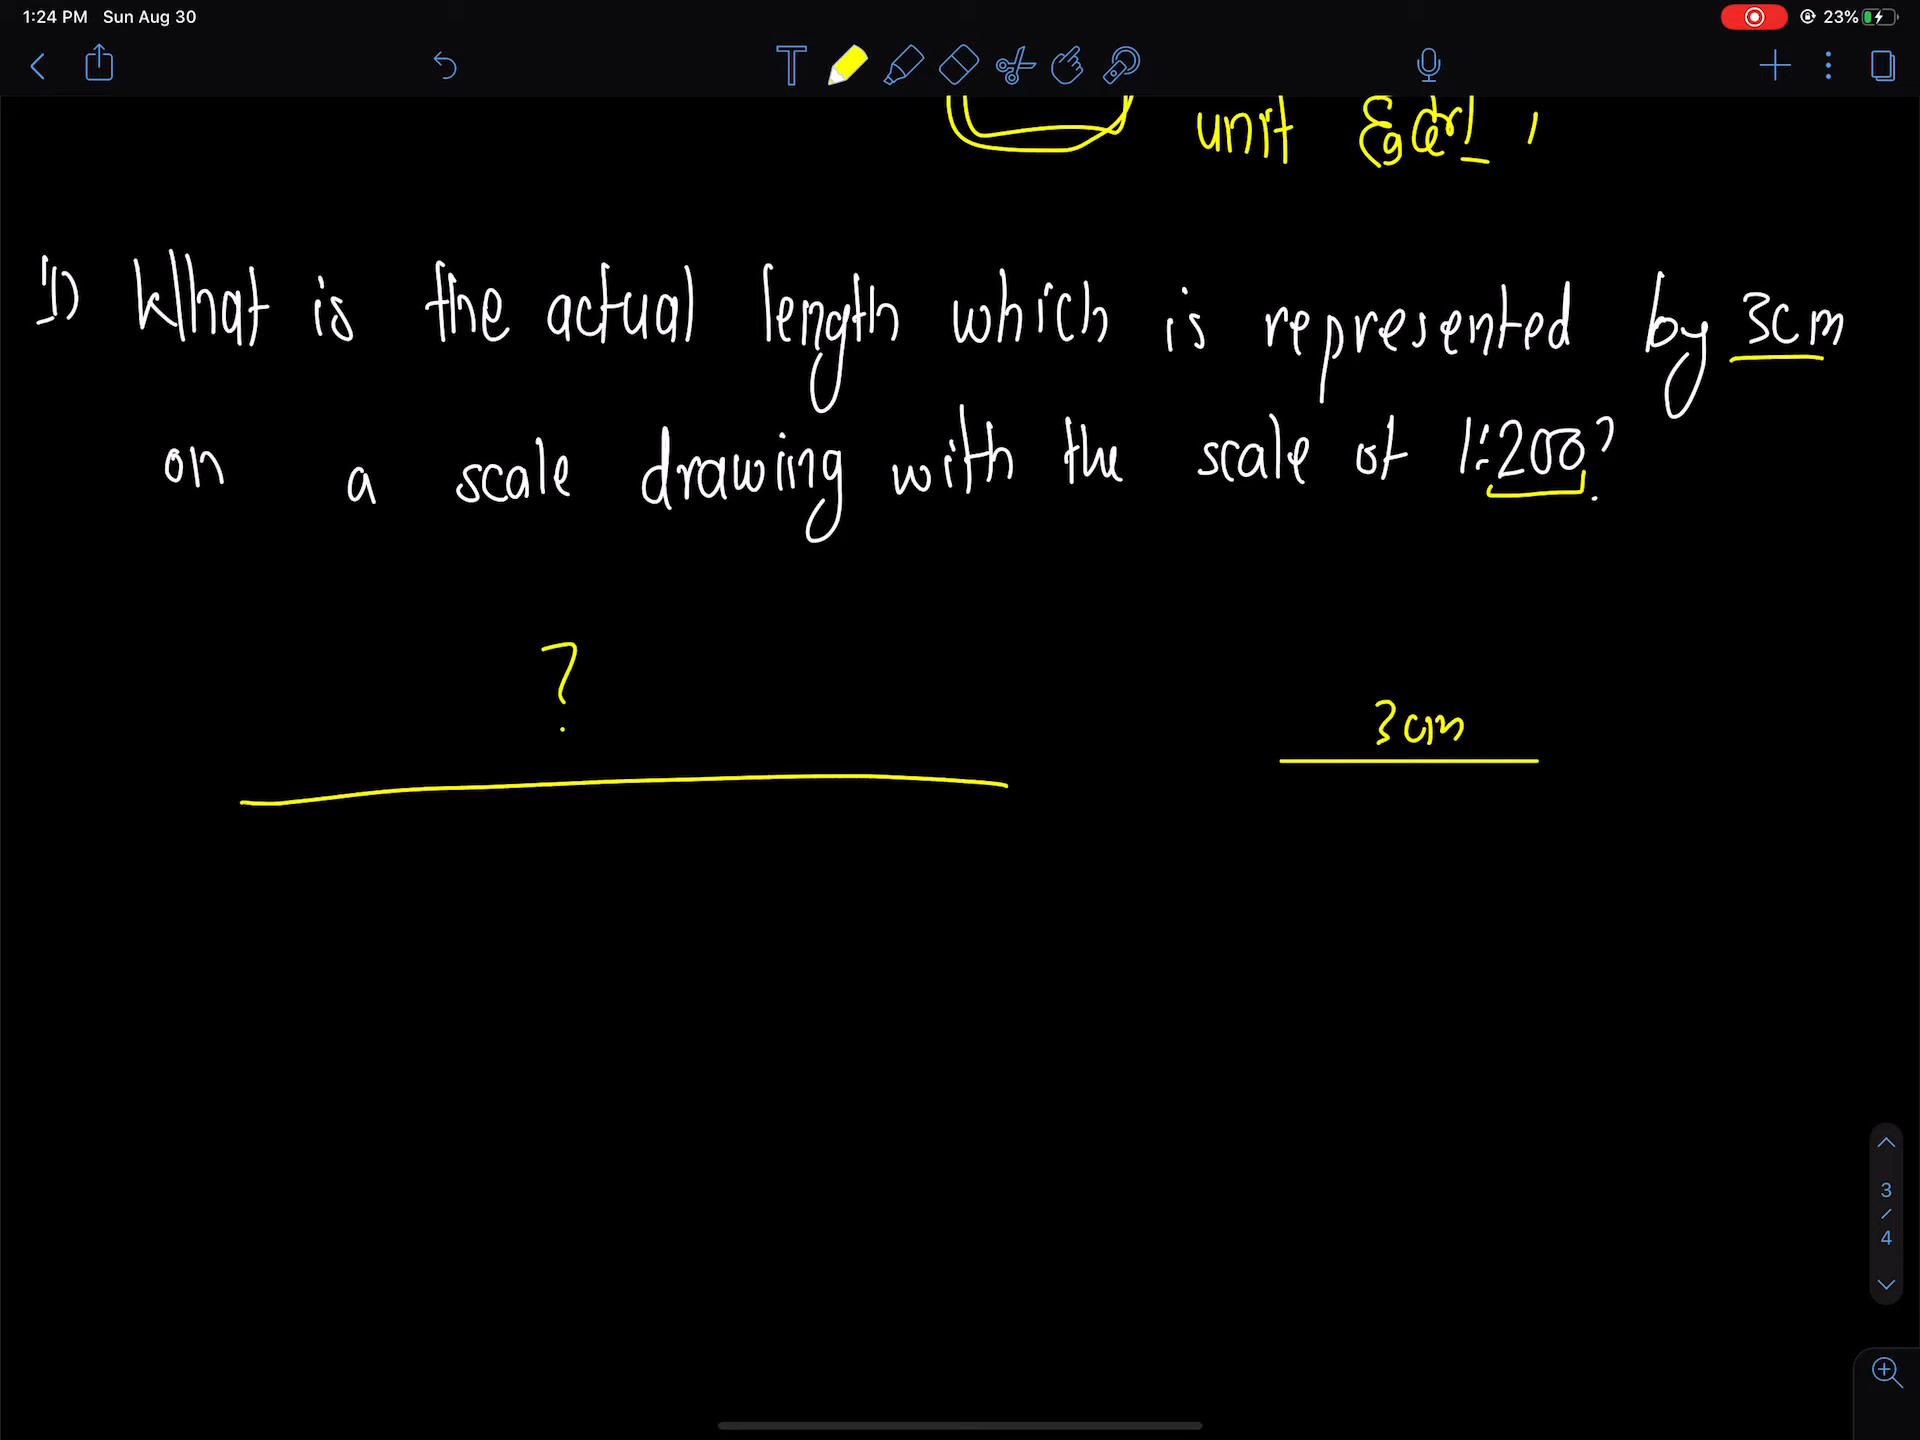 1:24 PM Sun Aug 30
23%
T
unit
1) What is the actual length which is represented by 3cm
on a scale drawing with the scale of 1:200?
?
3cm
3
/
4